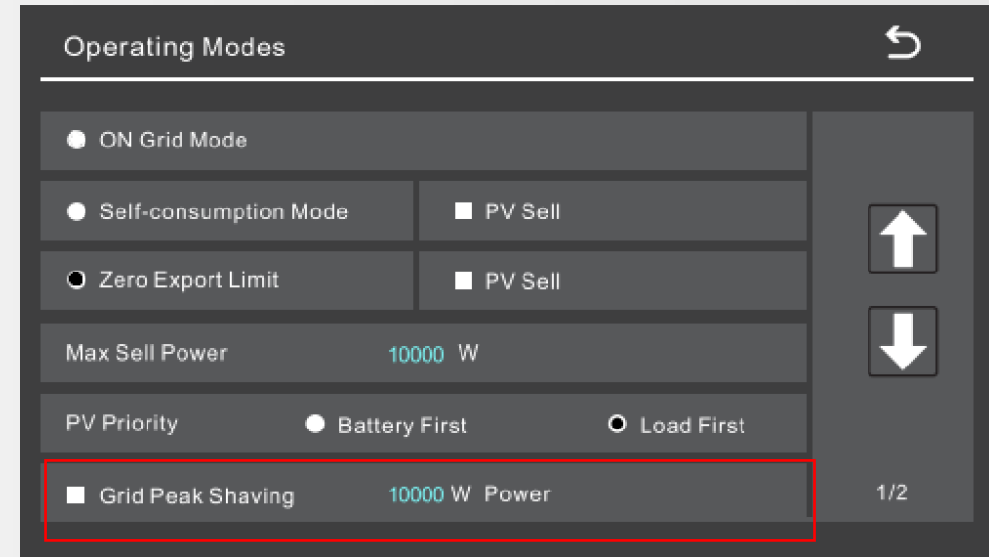 Operating Modes
ON Grid Mode
Self-consumption Mode PV Sell
Zero Export Limit PV Sell
Max Sell Power 10000 W
PV Priority Battery First Load First
Grid Peak Shaving 10000 W Power
1/2